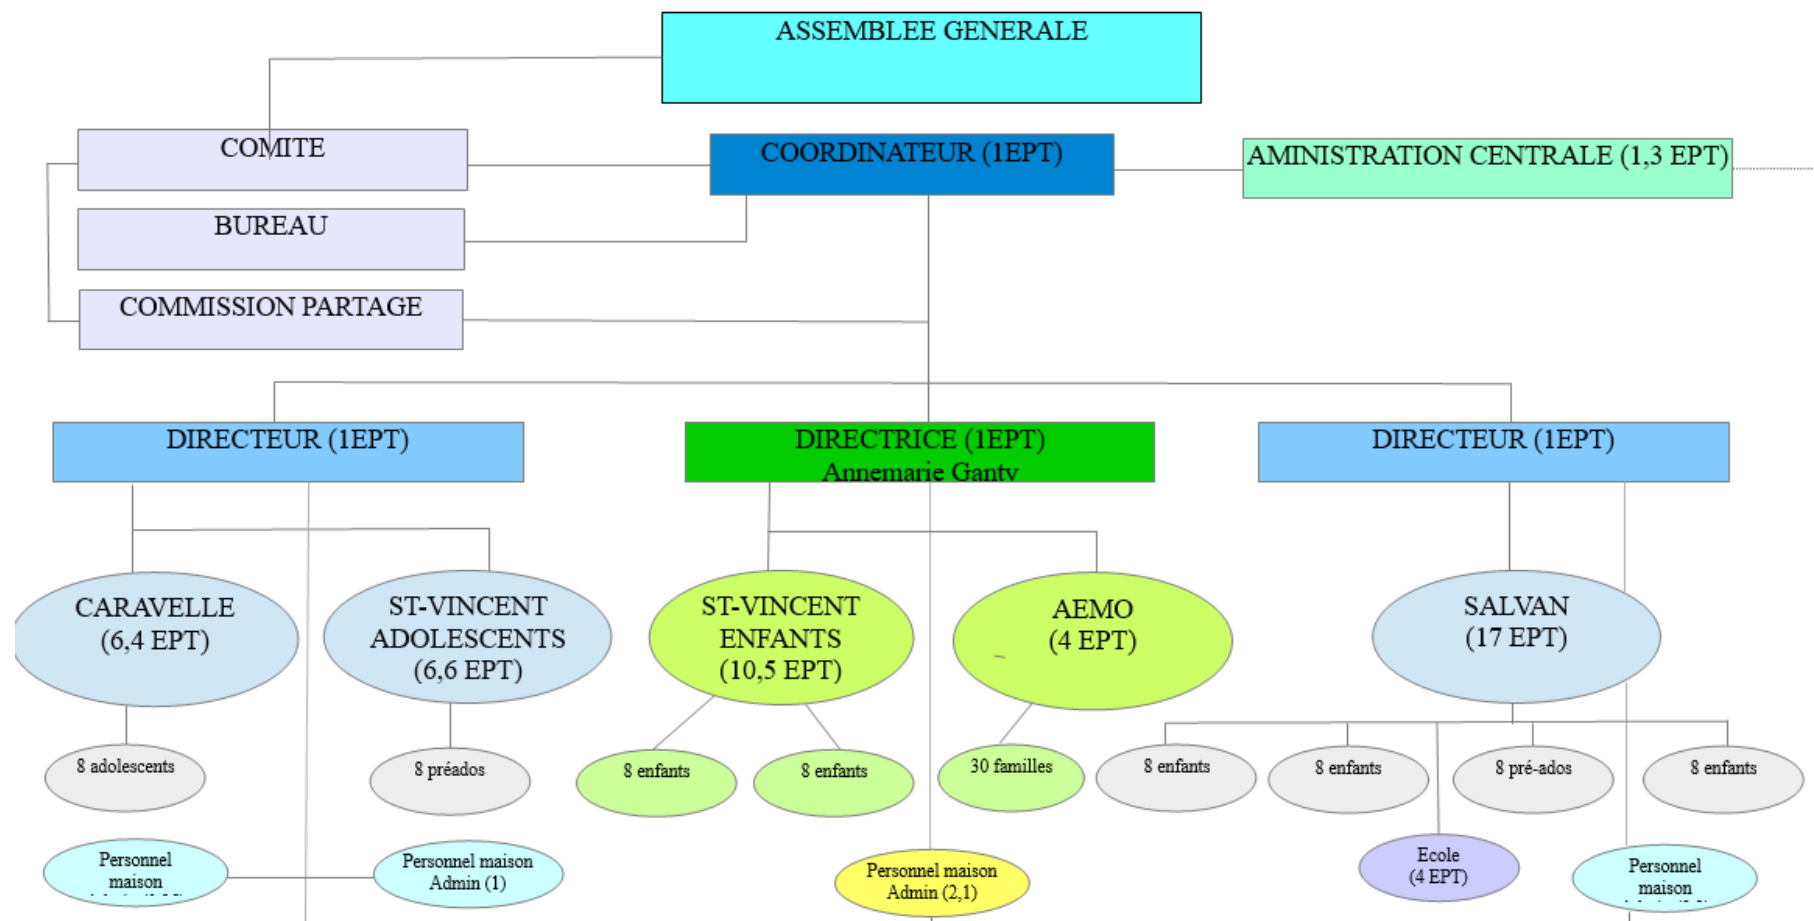 ASSEMBLEE GENERALE
COMITE
COORDINATEUR (1EPT)
AMINISTRATION CENTRALE (1,3 EPT)
BUREAU
COMMISSION PARTAGE
DIRECTEUR (1EPT)
DIRECTRICE (1EPT)
Annemarie Ganty
DIRECTEUR (1EPT)
CARAVELLE
(6,4 EPT)
ST-VINCENT
ADOLESCENTS
(6,6 EPT)
ST-VINCENT
ENFANTS
(10,5 EPT)
AEMO
(4 EPT)
SALVAN
(17 EPT)
8 adolescents
8 préados
8 enfants
8 enfants
30 familles
8 enfants
8 enfants
8 pré-ados
8 enfants
Personnel
maison
Personnel maison
Admin (1)
Personnel maison
Admin (2,1)
Ecole
(4 EPT)
Personnel
maison